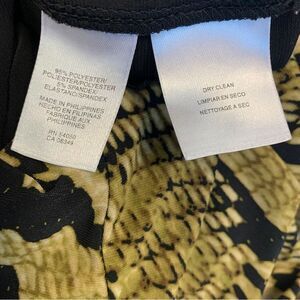 95% POLYESTER/
POLYESTER/POLYESTER
5% SPANDEX/
ELASTANO/SPANDEX
MADE IN PHILIPPINES
HECHO EN FILIPINAS
FABRIQUE AUX
PHILIPPINES
RN 54050
CA 06349
DRY CLEAN
LIMPIAR EN SECO
NETTOYAGE A SEC